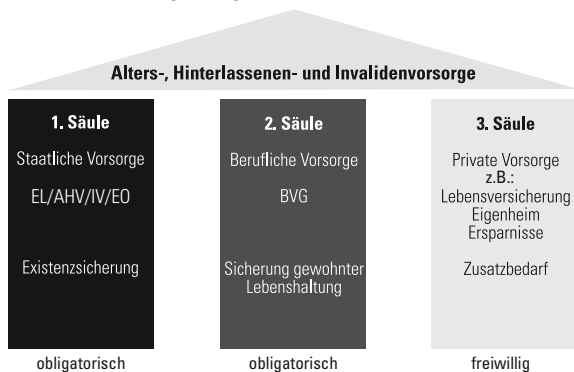 Alters-, Hinterlassenen- und Invalidenvorsorge
1. Säule
Staatliche Vorsorge
EL/AHV/IV/EO
Existenzsicherung
obligatorisch
2. Säule
Berufliche Vorsorge
BVG
Sicherung gewohnter
Lebenshaltung
obligatorisch
3. Säule
Private Vorsorge
z.B.:
Lebensversicherung
Eigenheim
Ersparnisse
Zusatzbedarf
freiwillig